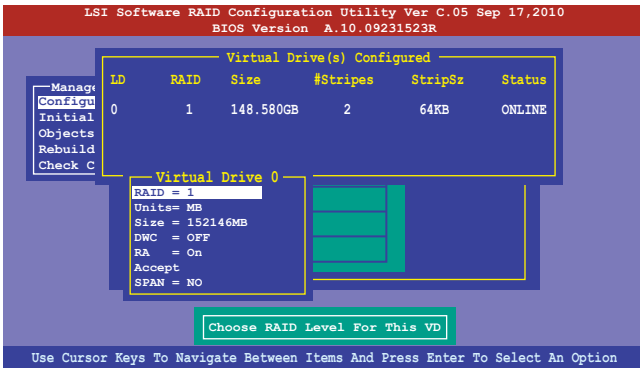 LSI Software RAID Configuration Utility Ver C.05 Sep 17,2010
BIOS Version A.10.09231523R
Virtual Drive(s) Configured
LD RAID Size #Stripes StripSz Status
0 1 148.580GB 2 64KB ONLINE
Manage
Configu
Initial
Objects
Rebuild
Check C
Virtual Drive 0
RAID = 1
Units= MB
Size = 152146MB
DWC = OFF
RA = On
Accept
SPAN = NO
Choose RAID Level For This VD
Use Cursor Keys To Navigate Between Items And Press Enter To Select An Option